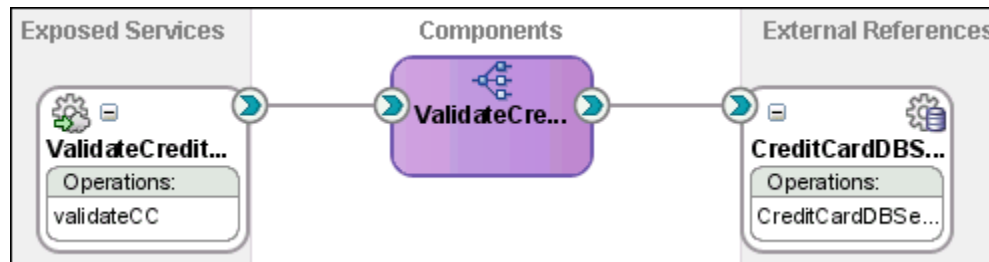 Exposed Services
Components
External References
ValidateCredit...
Operations:
validateCC
ValidateCre...
CreditCardDBS...
Operations:
CreditCardDBSe...